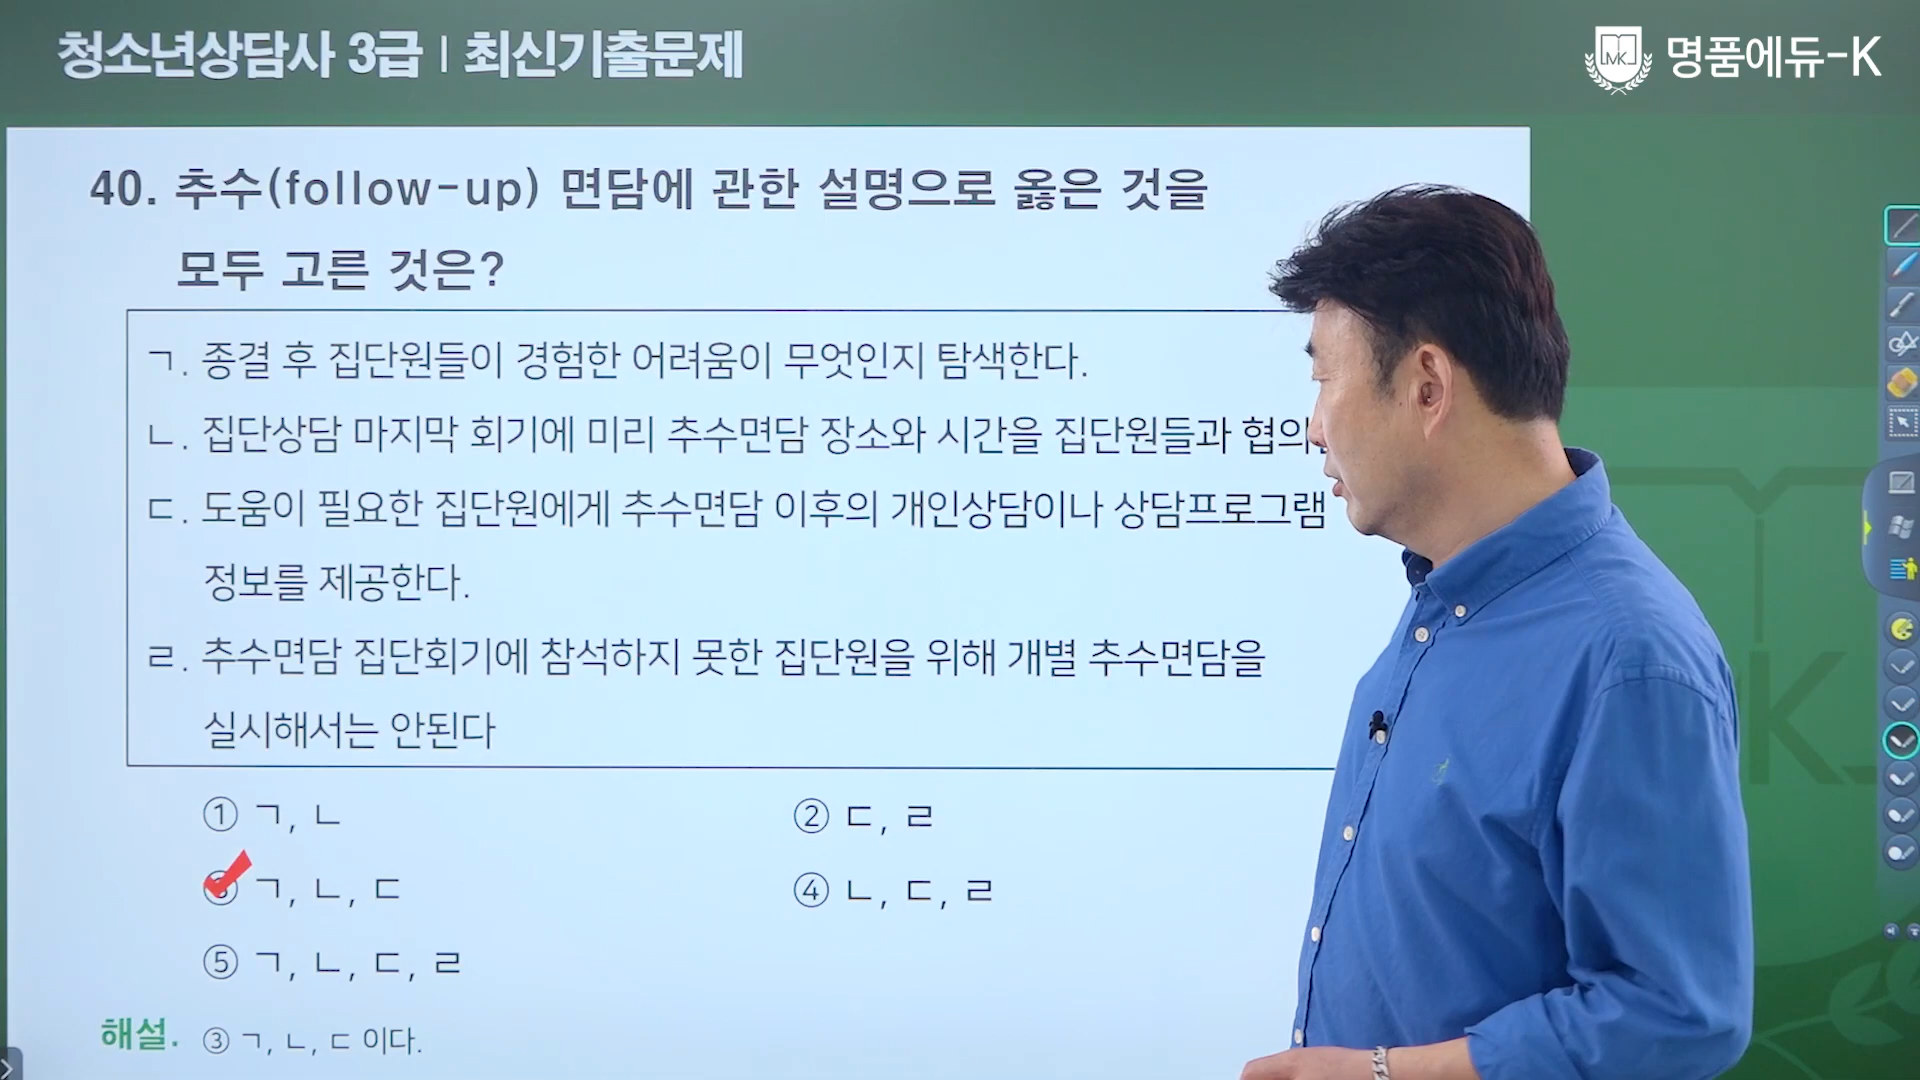 청소년상담사 3급 | 최신기출문제
명품에듀-K
40. 추수(follow-up) 면담에 관한 설명으로 옳은 것을
모두 고른 것은?
ㄱ. 종결 후 집단원들이 경험한 어려움이 무엇인지 탐색한다.
ㄴ. 집단상담 마지막 회기에 미리 추수면담 장소와 시간을 집단원들과 협의
ㄷ. 도움이 필요한 집단원에게 추수면담 이후의 개인상담이나 상담프로그램
정보를 제공한다.
ㄹ. 추수면담 집단회기에 참석하지 못한 집단원을 위해 개별 추수면담을
실시해서는 안된다
① ㄱ, ㄴ
② ㄷ, ㄹ
③ ㄱ, ㄴ, ㄷ
④ ㄴ, ㄷ, ㄹ
⑤ ㄱ, ㄴ, ㄷ, ㄹ
해설. ③ ㄱ, ㄴ, ㄷ 이다.